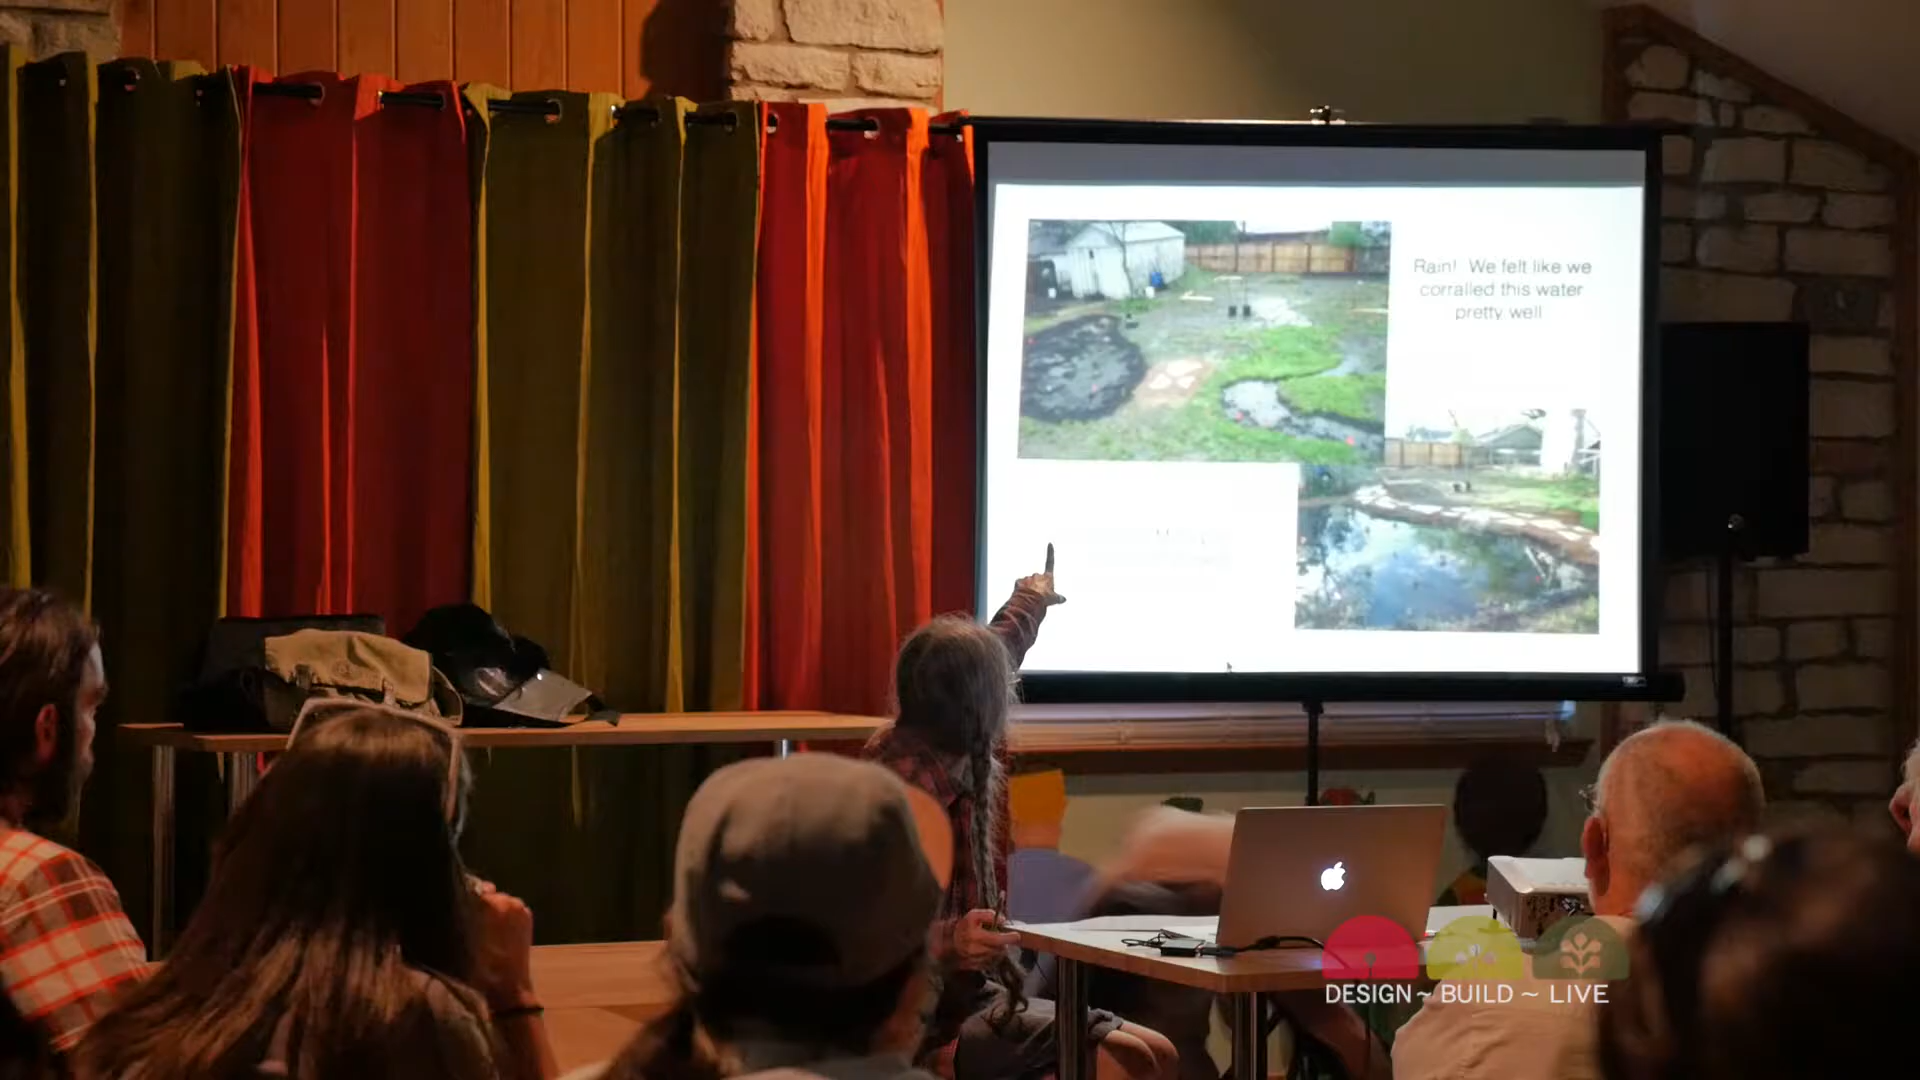 Rain! We felt like we
corralled this water
pretty well
DESIGN ~ BUILD ~ LIVE